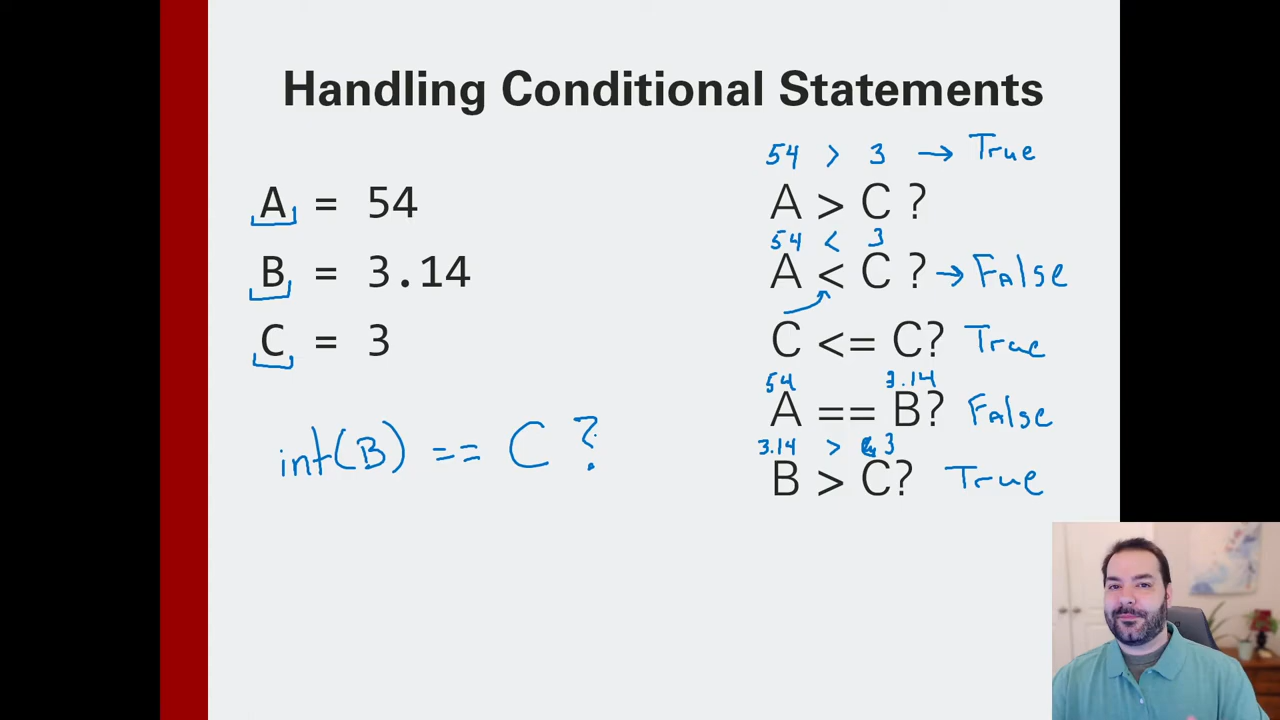 Handling Conditional Statements
A = 54
B = 3.14
C = 3
int(B) == C ?
54 > 3 → True
A > C ?
54 < 3
A < C ? → False
C <= C? True
54 3.14
A == B? False
3.14 > 3
B > C? True